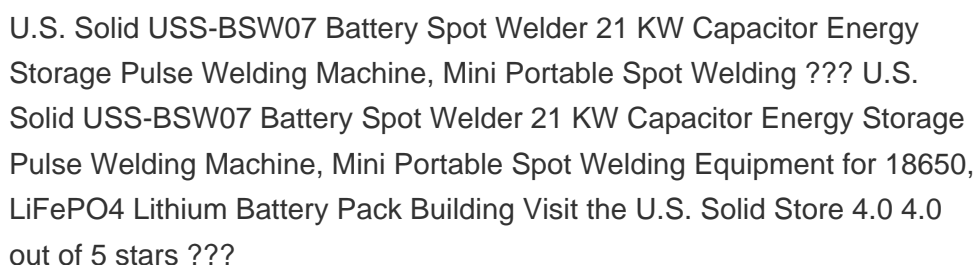 U.S. Solid USS-BSW07 Battery Spot Welder 21 KW Capacitor Energy
Storage Pulse Welding Machine, Mini Portable Spot Welding ??? U.S.
Solid USS-BSW07 Battery Spot Welder 21 KW Capacitor Energy Storage
Pulse Welding Machine, Mini Portable Spot Welding Equipment for 18650,
LiFePO4 Lithium Battery Pack Building Visit the U.S. Solid Store 4.0 4.0
out of 5 stars ???